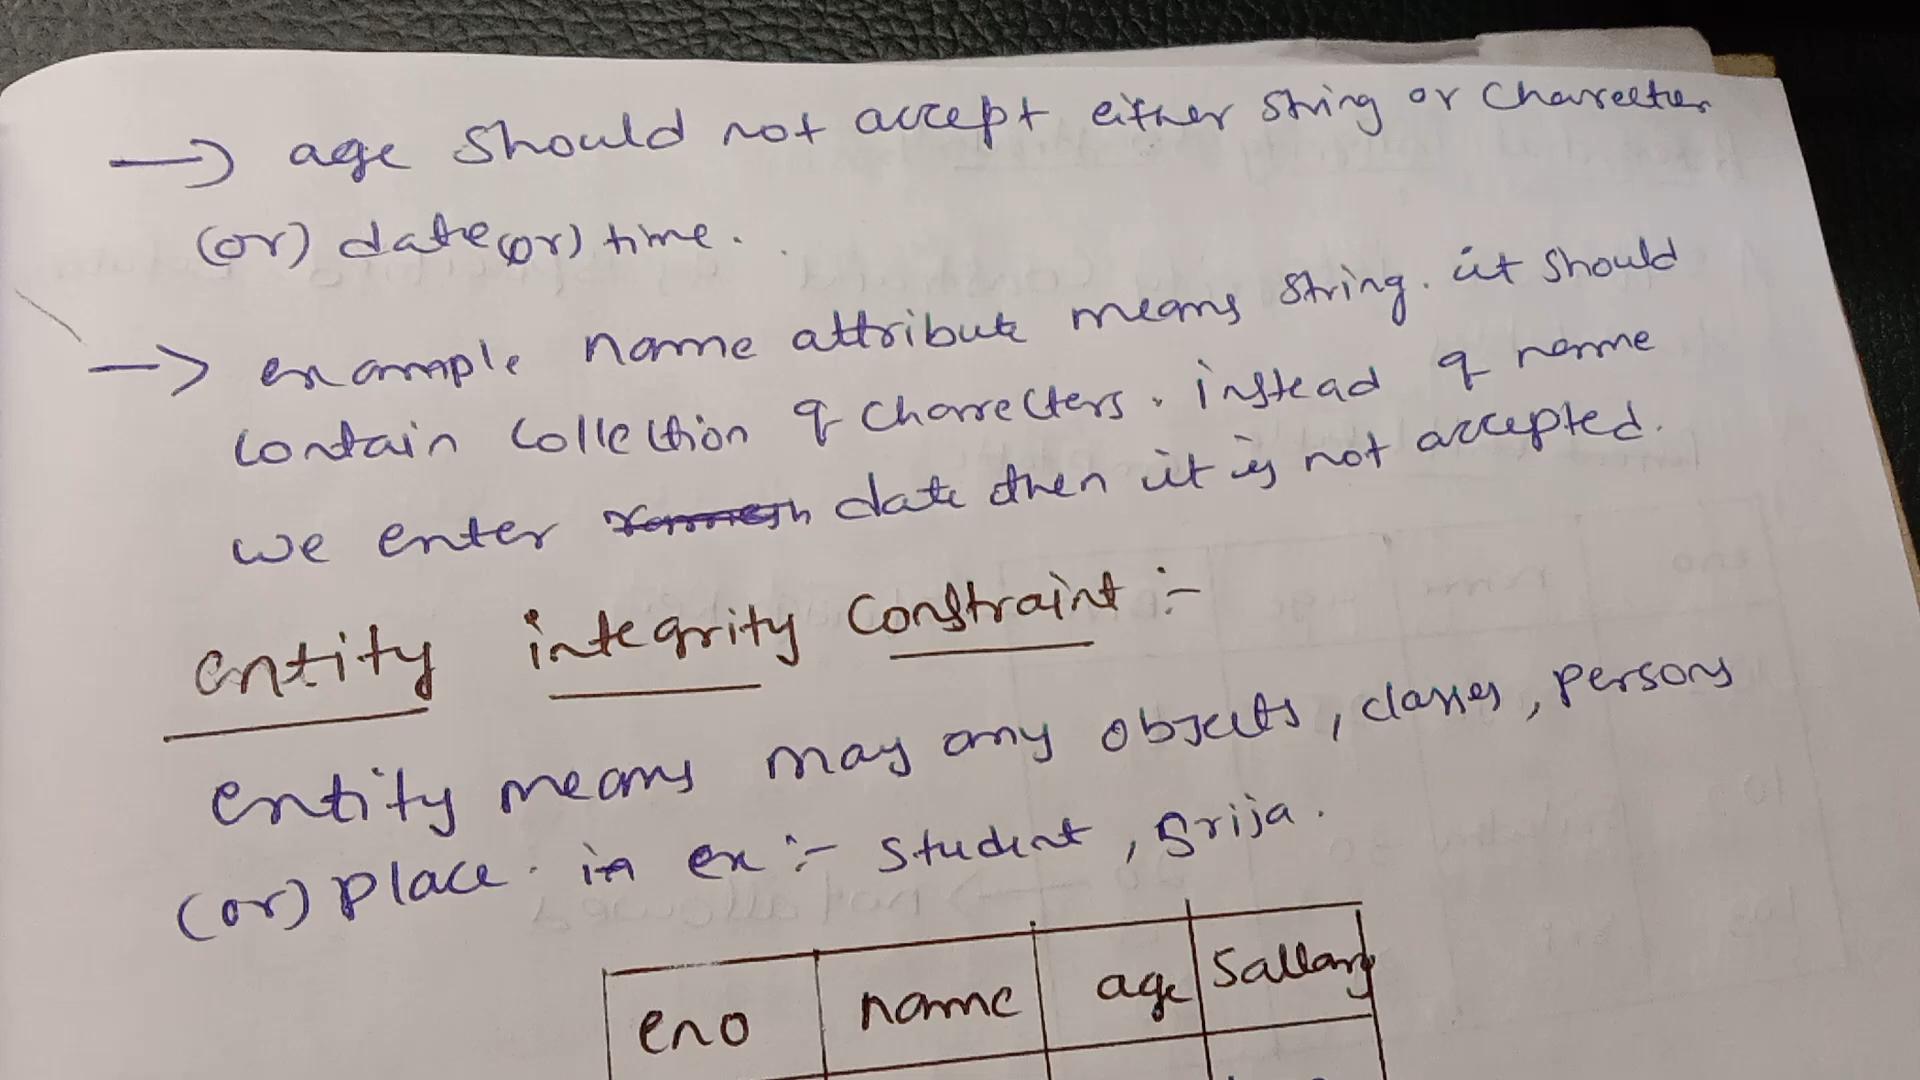 → age should not accept either string or charecter
(or) date (or) time.
→ example name attribute means string. it should
contain collection of charrecters. instead of name
we enter date then it is not accepted.
entity integrity constraint :-
entity means may any objects, classes, persons
(or) place. in ex :- student, srija.
eno name age Sallary